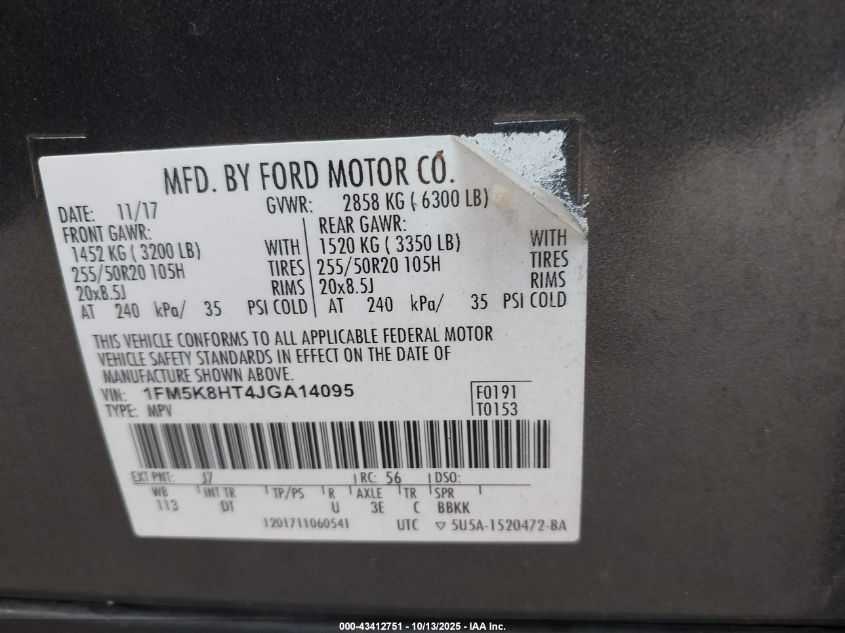 MFD. BY FORD MOTOR CO.
DATE: 11/17 GVWR: 2858 KG ( 6300 LB)
FRONT GAWR: REAR GAWR:
1452 KG ( 3200 LB) WITH 1520 KG ( 3350 LB) WITH
255/50R20 105H TIRES 255/50R20 105H TIRES
20x8.5J RIMS 20x8.5J RIMS
AT 240 kPa/ 35 PSI COLD AT 240 kPa/ 35 PSI COLD
THIS VEHICLE CONFORMS TO ALL APPLICABLE FEDERAL MOTOR
VEHICLE SAFETY STANDARDS IN EFFECT ON THE DATE OF
MANUFACTURE SHOWN ABOVE.
VIN: 1FM5K8HT4JGA14095 F0191
TYPE: MPV T0153
EXT PNT: J7 RC: 56 DSO:
WB INT TR TP/PS R AXLE TR SPR
113 DT U 3E C BBKK
1201711060541 UTC ▽ 5U5A-1520472-BA
000-43412751 - 10/13/2025 - IAA Inc.